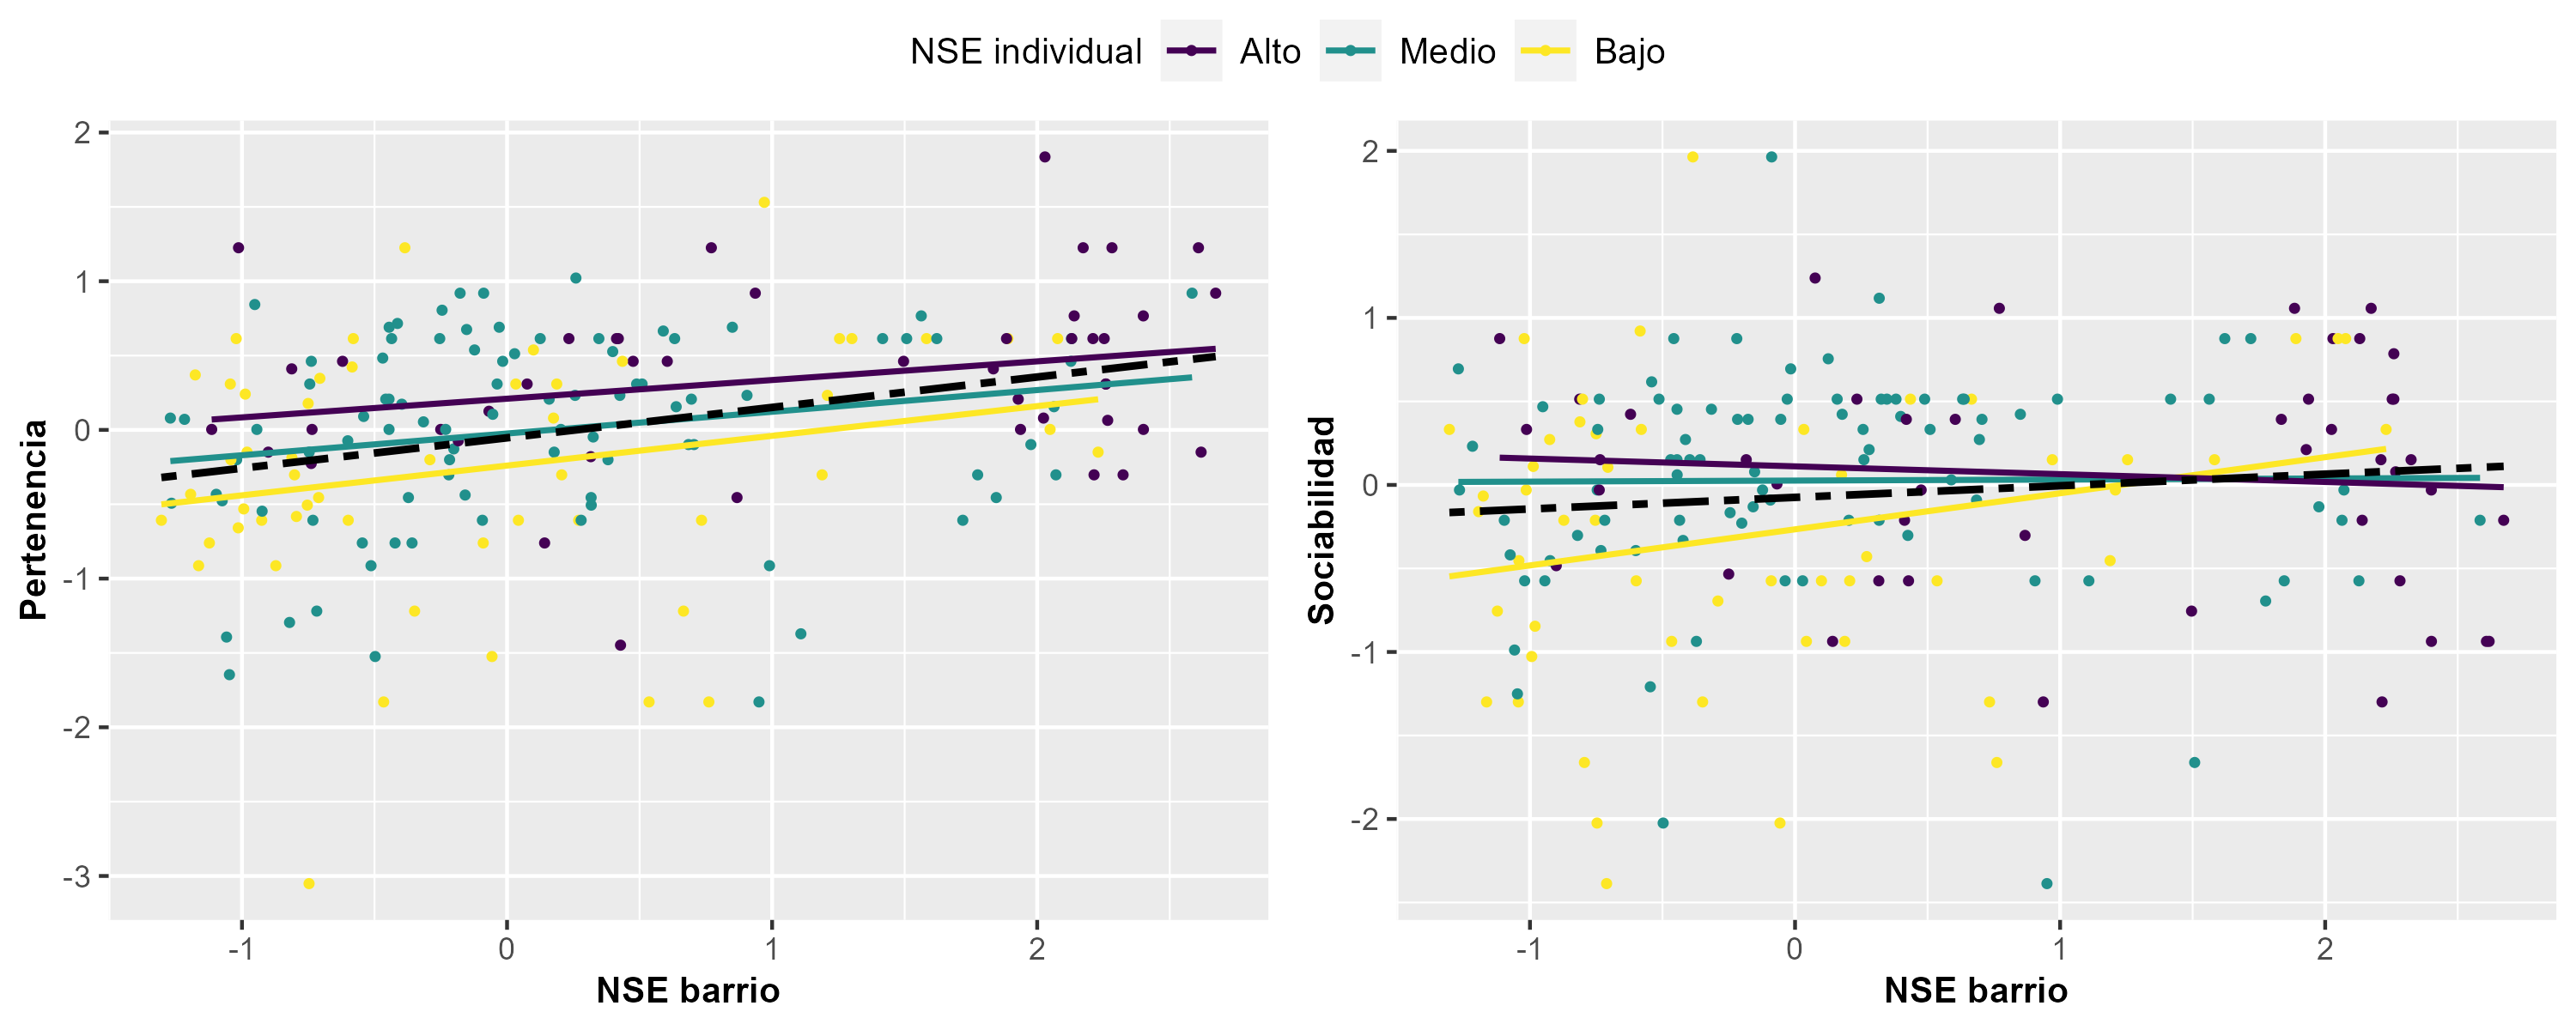 NSE individual Alto Medio Bajo
Pertenencia
2
1
0
-1
-2
-3
-1 0 1 2
NSE barrio
Sociabilidad
2
1
0
-1
-2
-1 0 1 2
NSE barrio